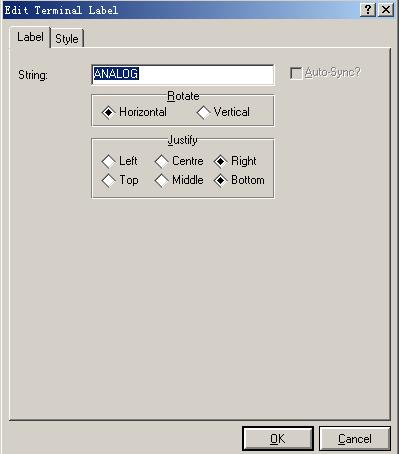 Edit Terminal Label
Label Style
String: ANALOG Auto-Sync?
Rotate
Horizontal Vertical
Justify
Left Centre Right
Top Middle Bottom
OK Cancel